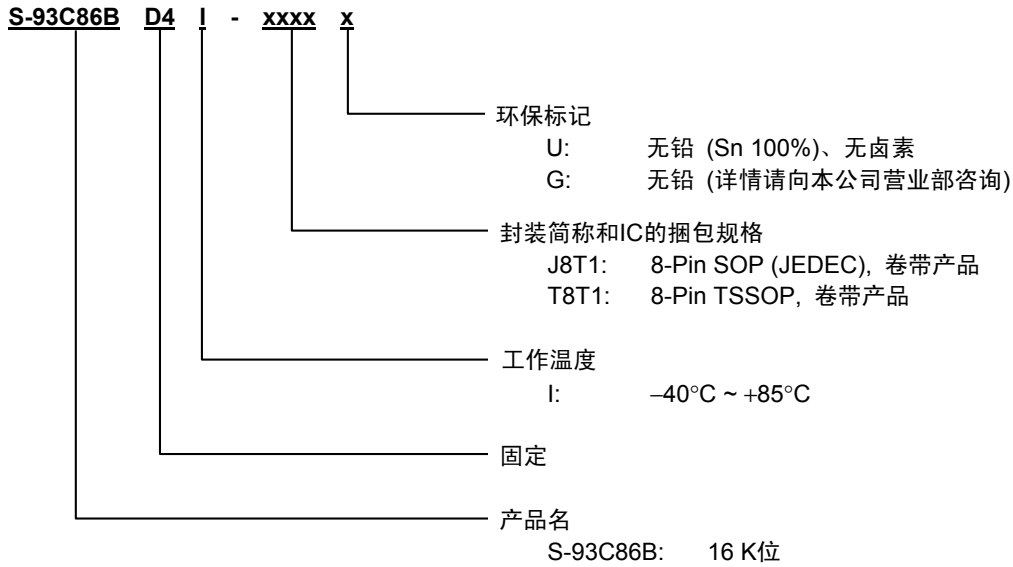 S-93C86B D4 I - xxxx x
环保标记
U: 无铅 (Sn 100%)、无卤素
G: 无铅 (详情请向本公司营业部咨询)
封装简称和IC的捆包规格
J8T1: 8-Pin SOP (JEDEC), 卷带产品
T8T1: 8-Pin TSSOP, 卷带产品
工作温度
I: −40°C ~ +85°C
固定
产品名
S-93C86B: 16 K位